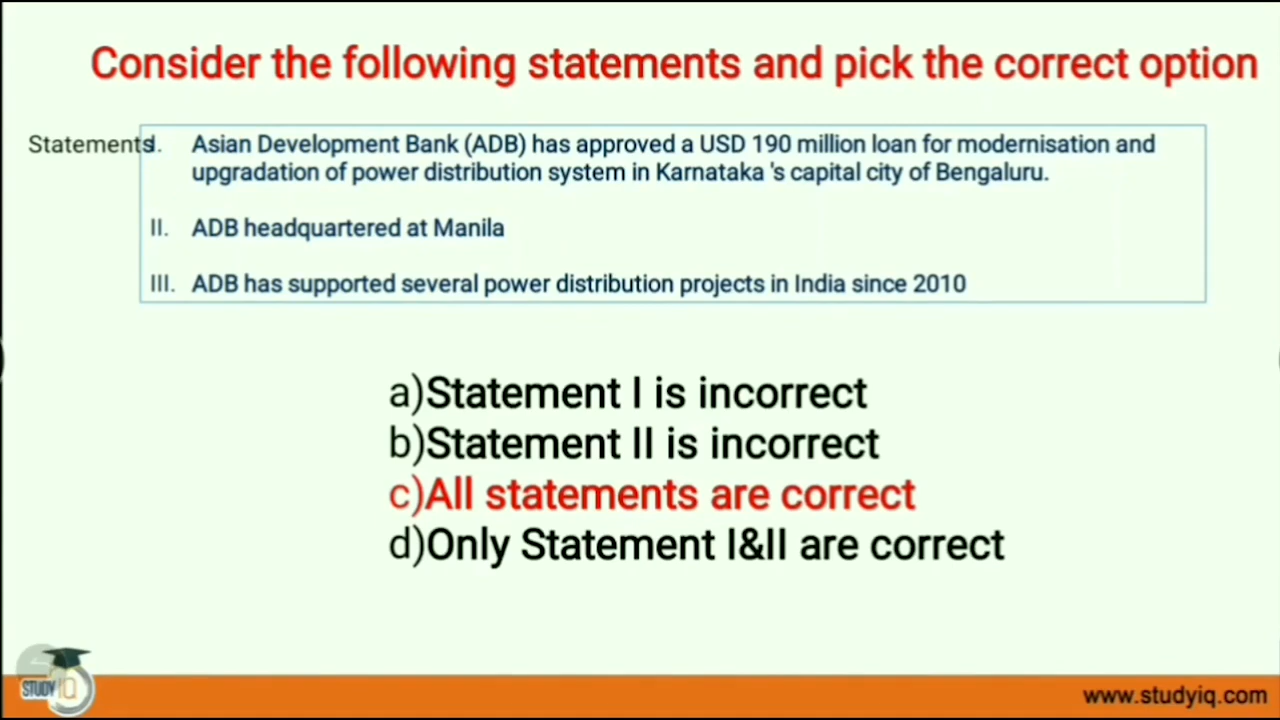 Consider the following statements and pick the correct option
Statements
I. Asian Development Bank (ADB) has approved a USD 190 million loan for modernisation and
upgradation of power distribution system in Karnataka 's capital city of Bengaluru.
II. ADB headquartered at Manila
III. ADB has supported several power distribution projects in India since 2010
a)Statement I is incorrect
b)Statement II is incorrect
c)All statements are correct
d)Only Statement I&II are correct
STUDY IQ
www.studyiq.com